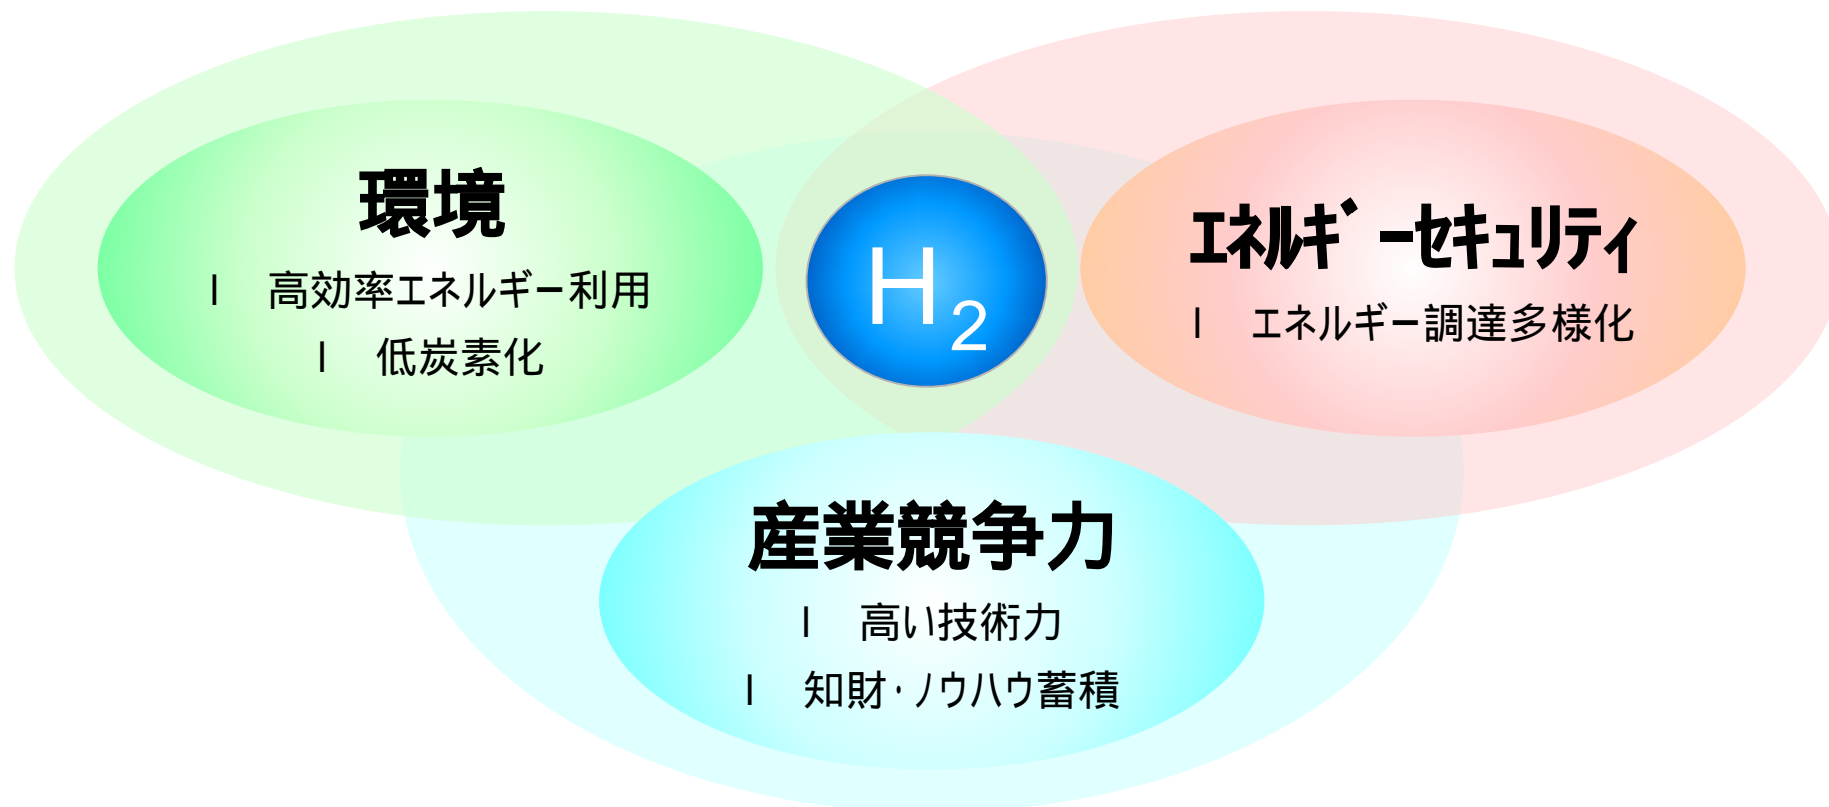 環境
l 高効率エネルギー利用
l 低炭素化
H2
エネルギーセキュリティ
l エネルギー調達多様化
産業競争力
l 高い技術力
l 知財・ノウハウ蓄積